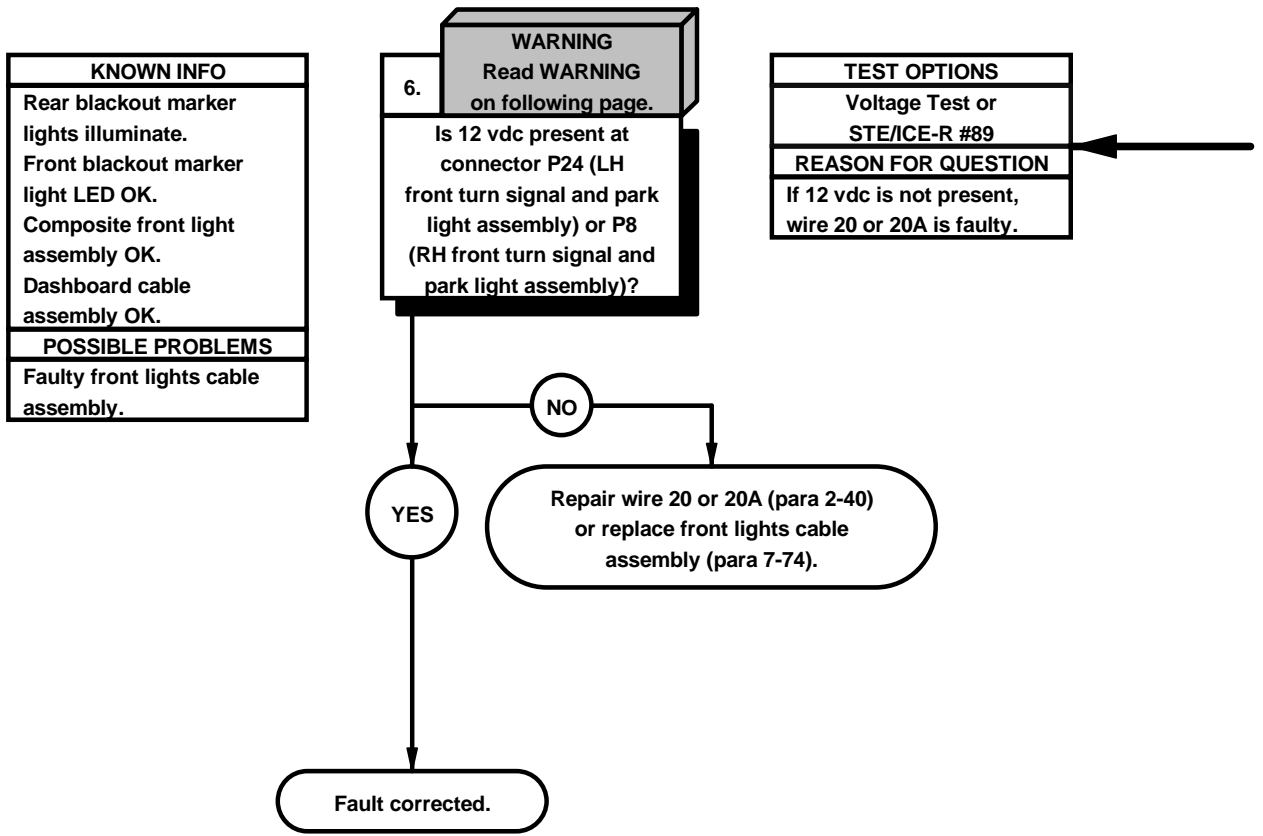 KNOWN INFO
Rear blackout marker
lights illuminate.
Front blackout marker
light LED OK.
Composite front light
assembly OK.
Dashboard cable
assembly OK.
POSSIBLE PROBLEMS
Faulty front lights cable
assembly.
WARNING
Read WARNING
on following page.
6.
Is 12 vdc present at
connector P24 (LH
front turn signal and park
light assembly) or P8
(RH front turn signal and
park light assembly)?
TEST OPTIONS
Voltage Test or
STE/ICE-R #89
REASON FOR QUESTION
If 12 vdc is not present,
wire 20 or 20A is faulty.
NO
YES
Repair wire 20 or 20A (para 2-40)
or replace front lights cable
assembly (para 7-74).
Fault corrected.